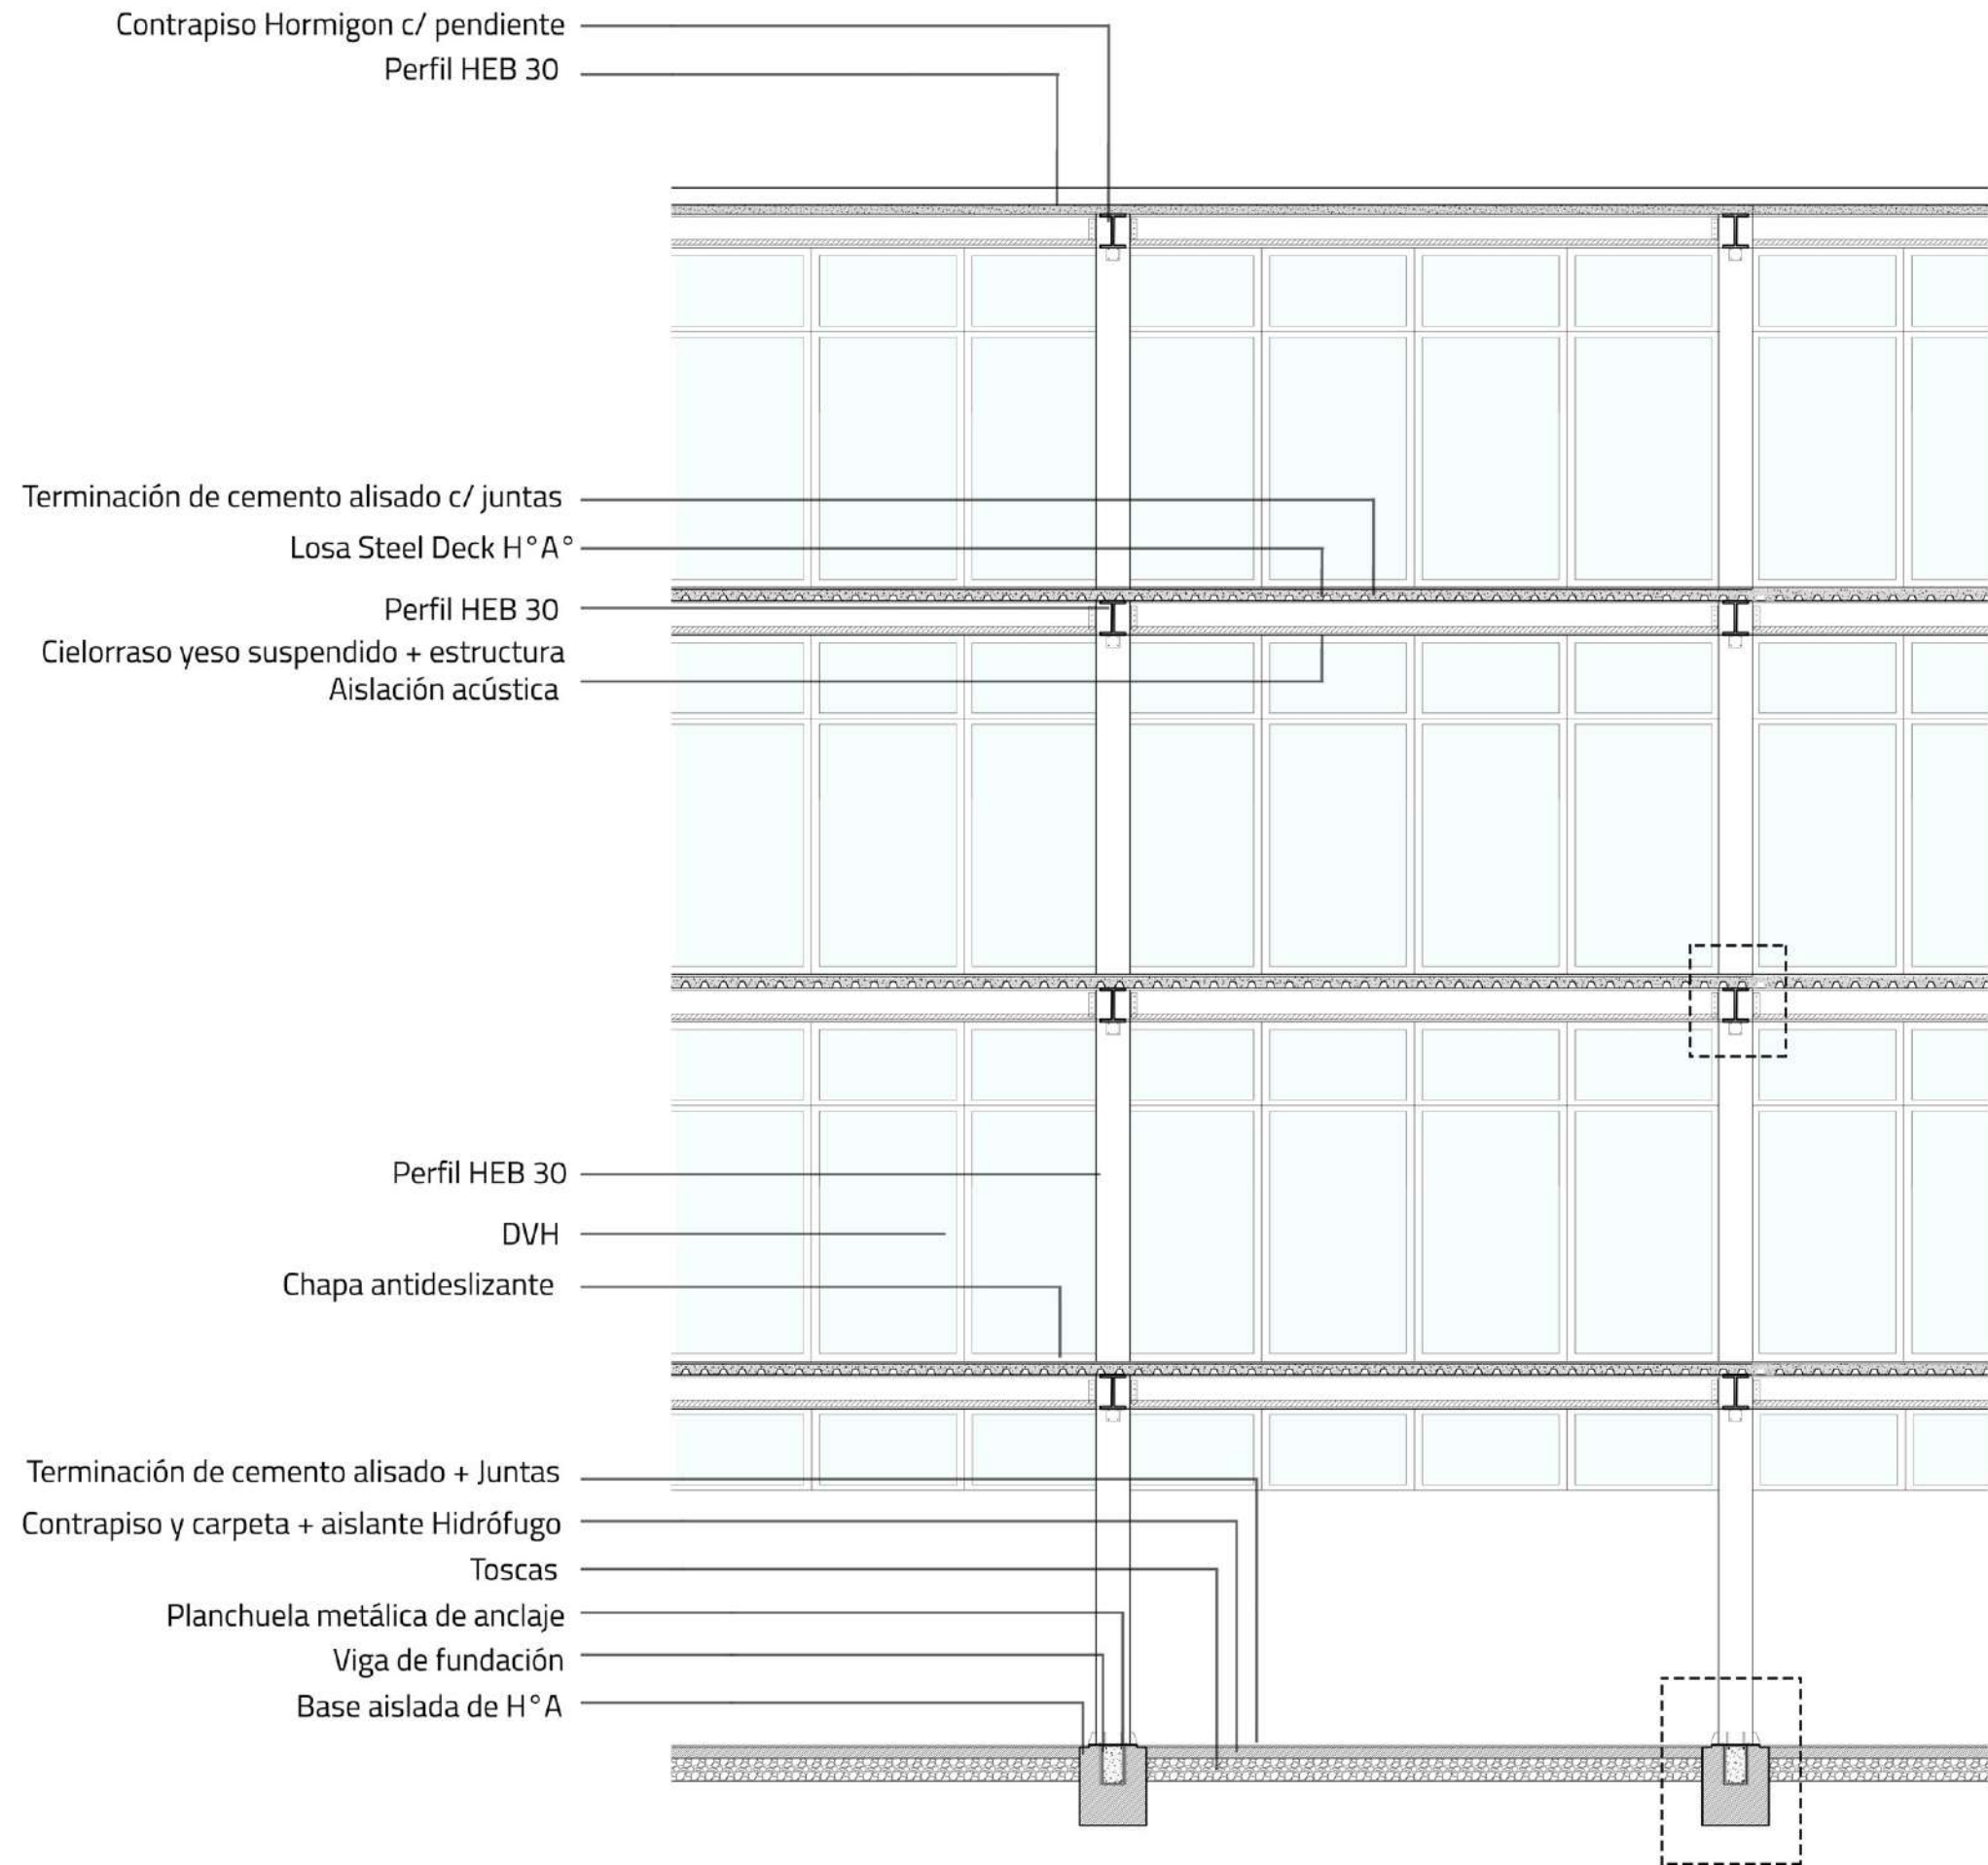 Contrapiso Hormigon c/ pendiente
Perfil HEB 30
Terminación de cemento alisado c/ juntas
Losa Steel Deck H°A°
Perfil HEB 30
Cielorraso yeso suspendido + estructura
Aislación acústica
Perfil HEB 30
DVH
Chapa antideslizante
Terminación de cemento alisado + Juntas
Contrapiso y carpeta + aislante Hidrófugo
Toscas
Planchuela metálica de anclaje
Viga de fundación
Base aislada de H°A